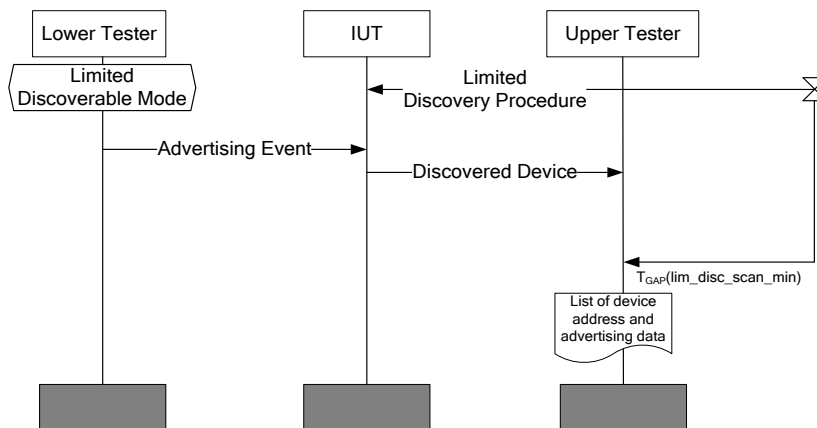 Lower Tester
IUT
Upper Tester
Limited
Discoverable Mode
Limited
Discovery Procedure
Advertising Event
Discovered Device
TGAP(lim_disc_scan_min)
List of device
address and
advertising data